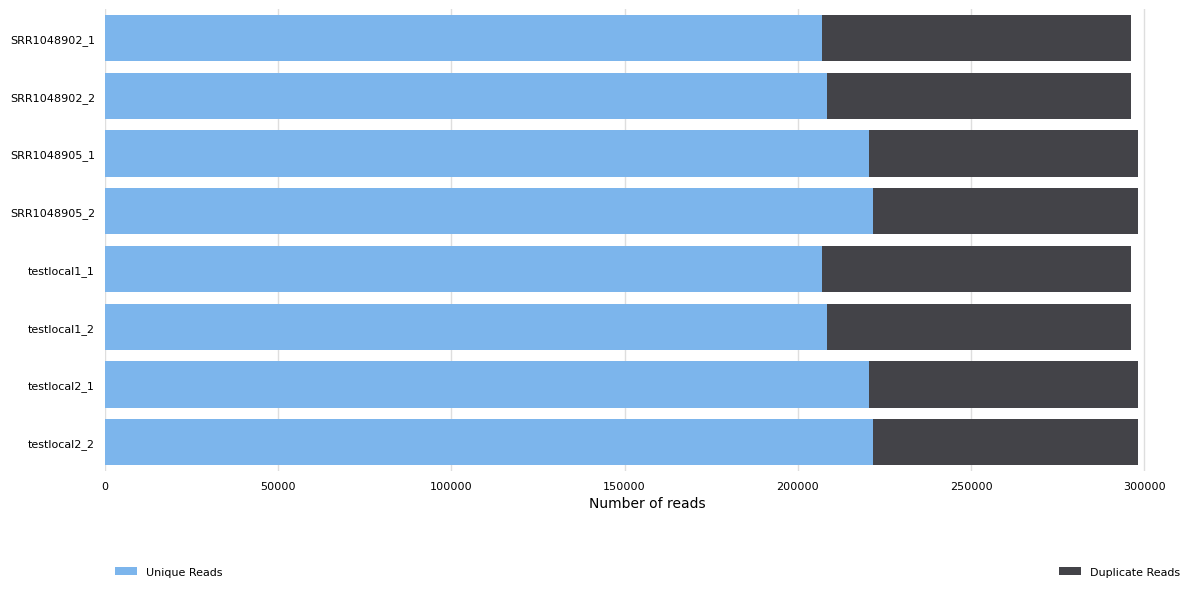 SRR1048902_1
SRR1048902_2
SRR1048905_1
SRR1048905_2
testlocal1_1
testlocal1_2
testlocal2_1
testlocal2_2
0 50000 100000 150000 200000 250000 300000
Number of reads
Unique Reads Duplicate Reads